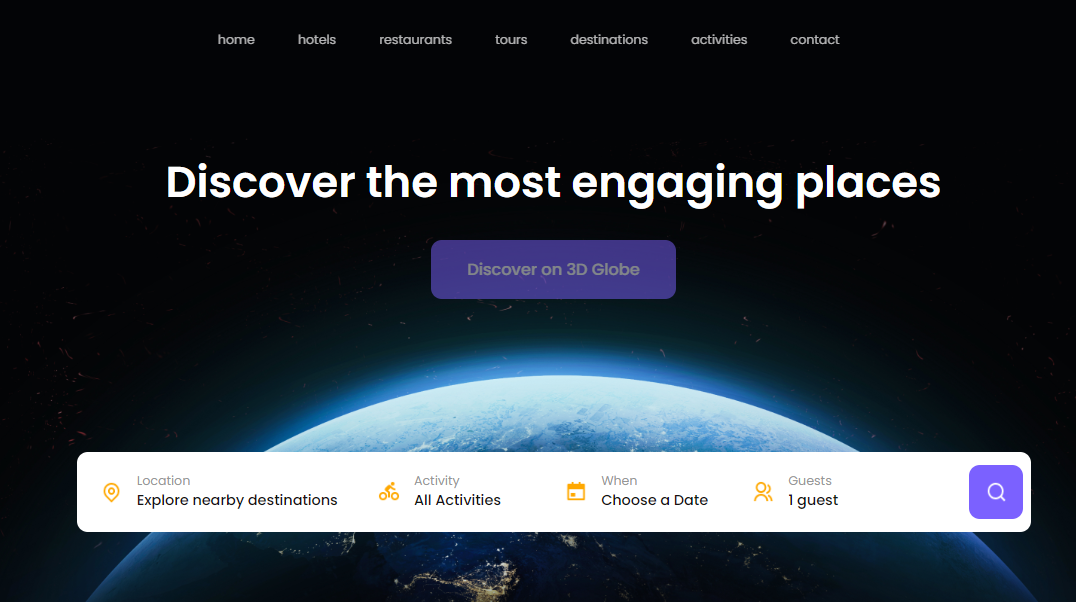 home hotels restaurants tours destinations activities contact
Discover the most engaging places
Discover on 3D Globe
Location Activity When Guests
Explore nearby destinations All Activities Choose a Date 1 guest